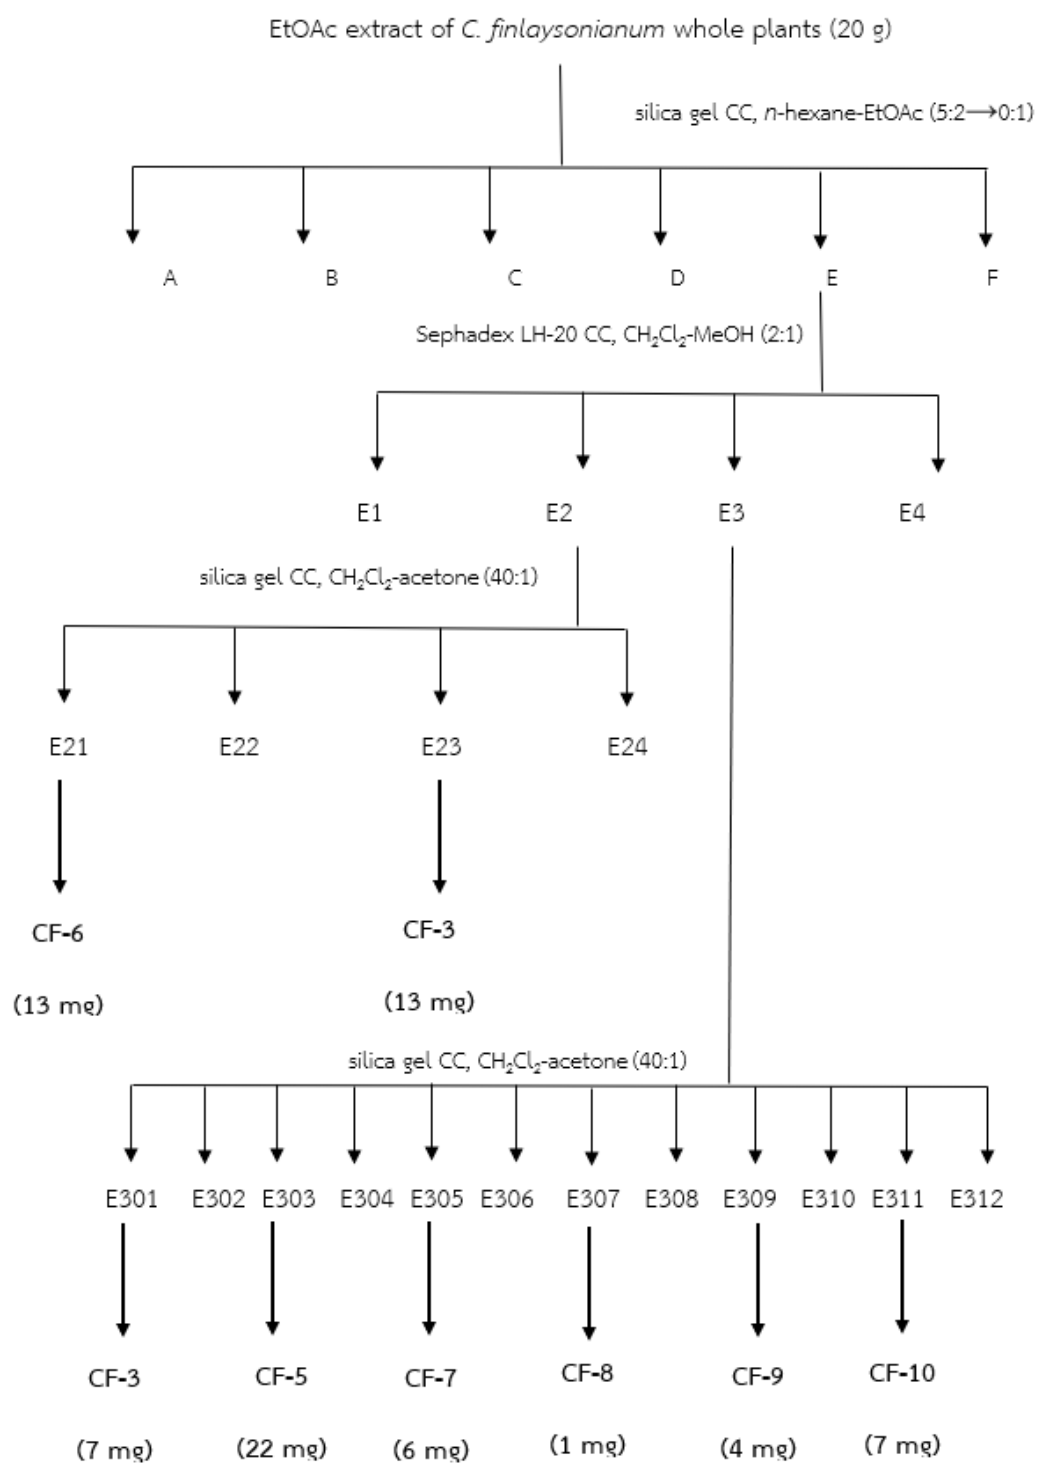 EtOAc extract of C. finlaysonianum whole plants (20 g)
silica gel CC, n-hexane-EtOAc (5:2→0:1)
A B C D E F
Sephadex LH-20 CC, CH₂Cl₂-MeOH (2:1)
E1 E2 E3 E4
silica gel CC, CH₂Cl₂-acetone (40:1)
E21 E22 E23 E24
CF-6 CF-3
(13 mg) (13 mg)
silica gel CC, CH₂Cl₂-acetone (40:1)
E301 E302 E303 E304 E305 E306 E307 E308 E309 E310 E311 E312
CF-3 CF-5 CF-7 CF-8 CF-9 CF-10
(7 mg) (22 mg) (6 mg) (1 mg) (4 mg) (7 mg)